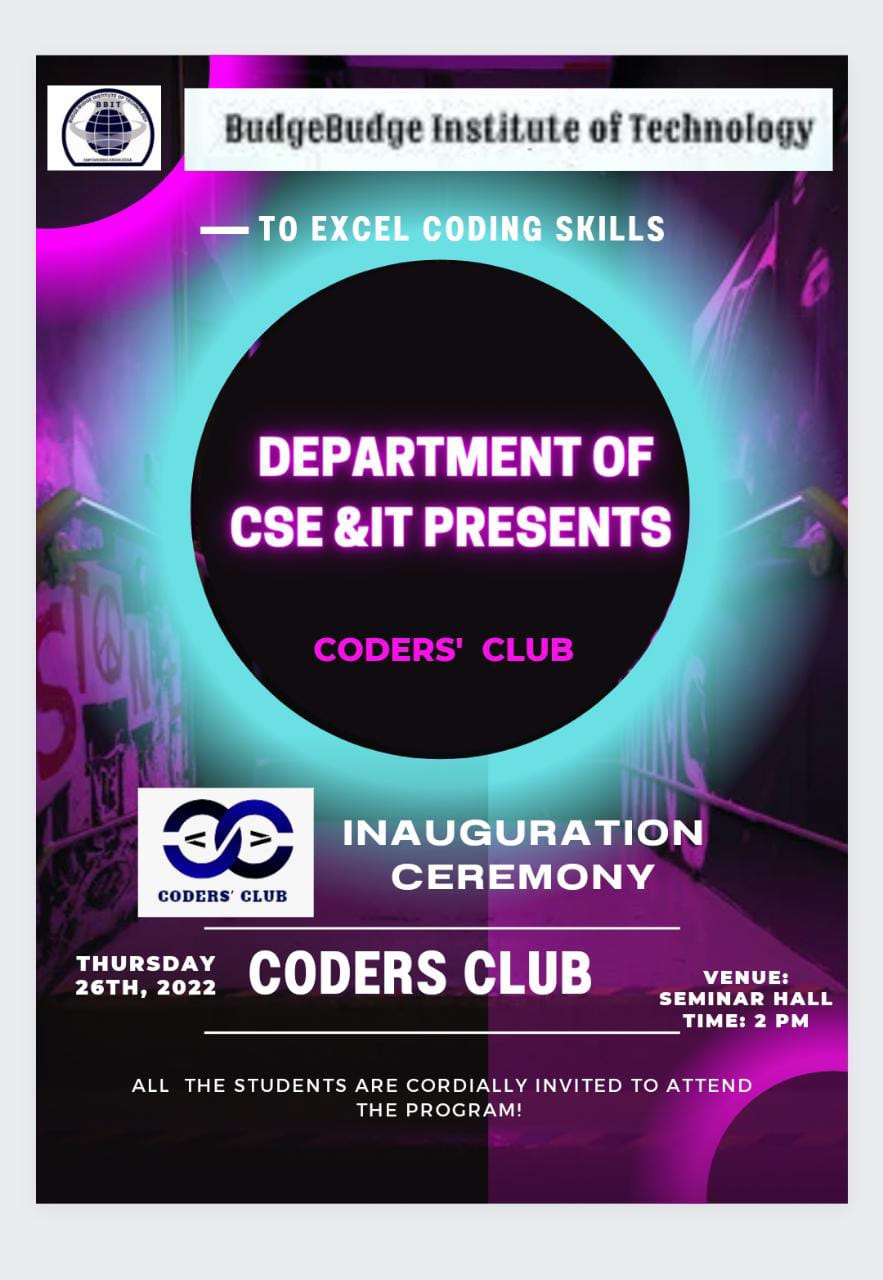 BBIT
BudgeBudge Institute of Technology
TO EXCEL CODING SKILLS
DEPARTMENT OF
CSE &IT PRESENTS
CODERS' CLUB
< >
CODERS' CLUB
INAUGURATION
CEREMONY
THURSDAY
26TH, 2022
CODERS CLUB
VENUE:
SEMINAR HALL
TIME: 2 PM
ALL THE STUDENTS ARE CORDIALLY INVITED TO ATTEND
THE PROGRAM!